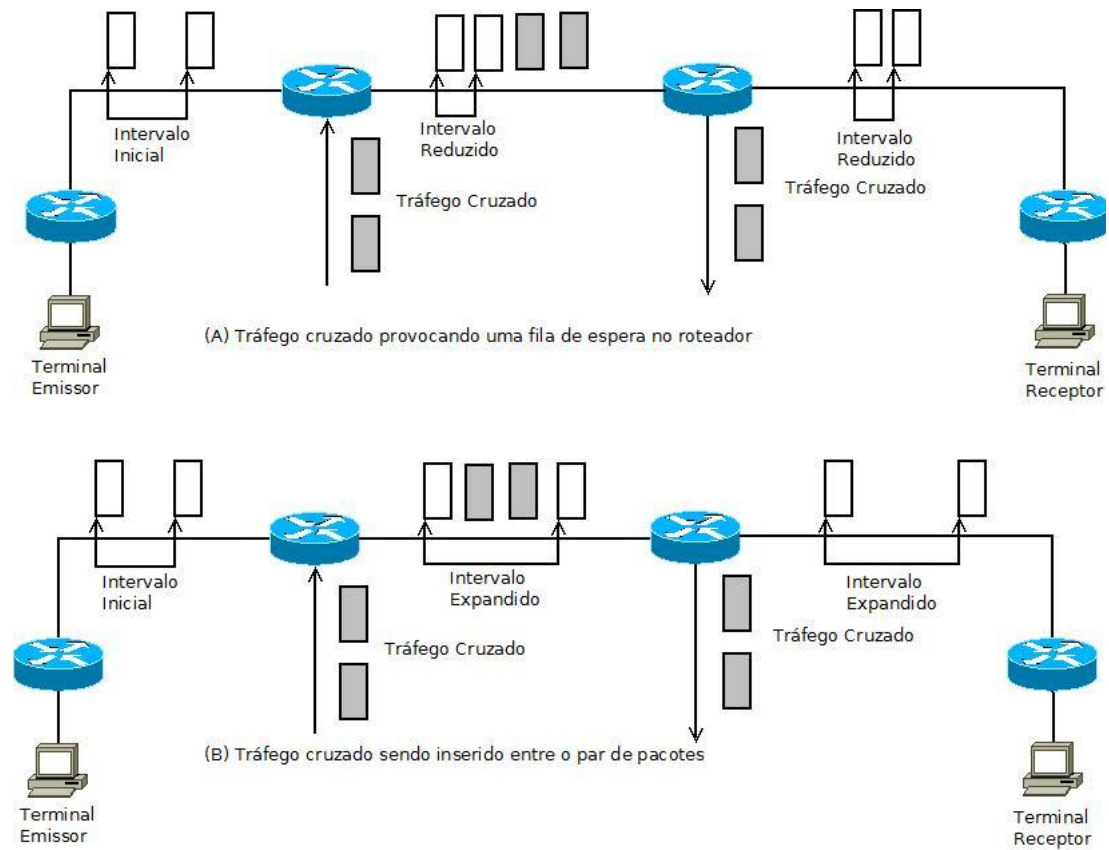 Intervalo
Inicial
Intervalo
Reduzido
Intervalo
Reduzido
Tráfego Cruzado
Tráfego Cruzado
(A) Tráfego cruzado provocando uma fila de espera no roteador
Terminal
Emissor
Terminal
Receptor
Intervalo
Inicial
Intervalo
Expandido
Intervalo
Expandido
Tráfego Cruzado
Tráfego Cruzado
(B) Tráfego cruzado sendo inserido entre o par de pacotes
Terminal
Emissor
Terminal
Receptor